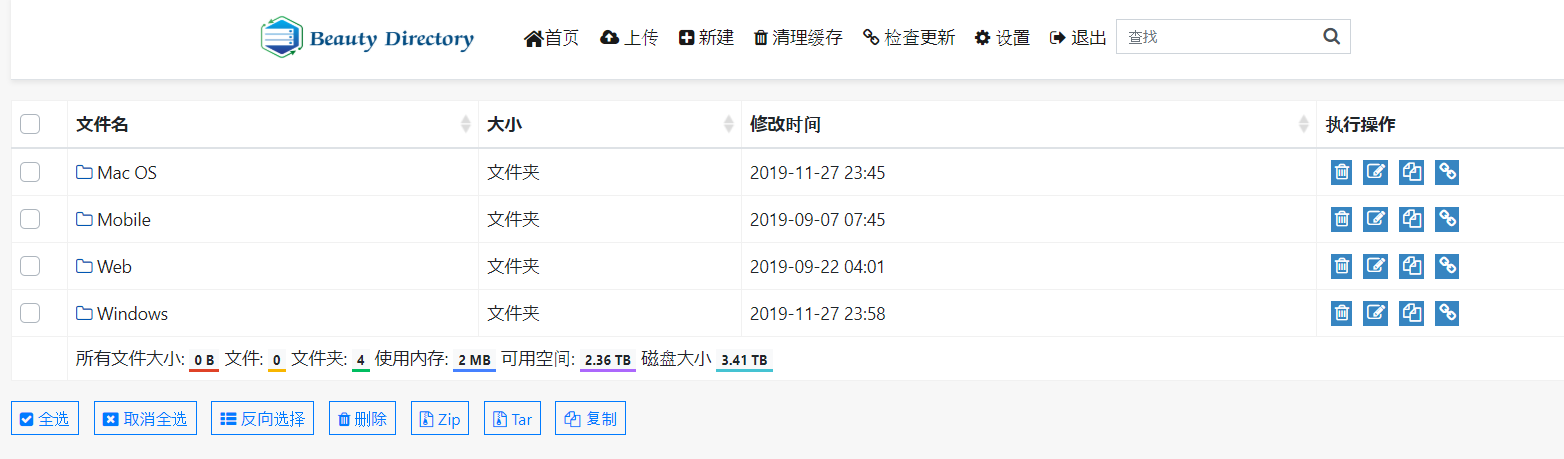 Beauty Directory 首页 上传 新建 清理缓存 检查更新 设置 退出 查找
文件名 大小 修改时间 执行操作
Mac OS 文件夹 2019-11-27 23:45
Mobile 文件夹 2019-09-07 07:45
Web 文件夹 2019-09-22 04:01
Windows 文件夹 2019-11-27 23:58
所有文件大小: 0 B 文件: 0 文件夹: 4 使用内存: 2 MB 可用空间: 2.36 TB 磁盘大小 3.41 TB
全选 取消全选 反向选择 删除 Zip Tar 复制